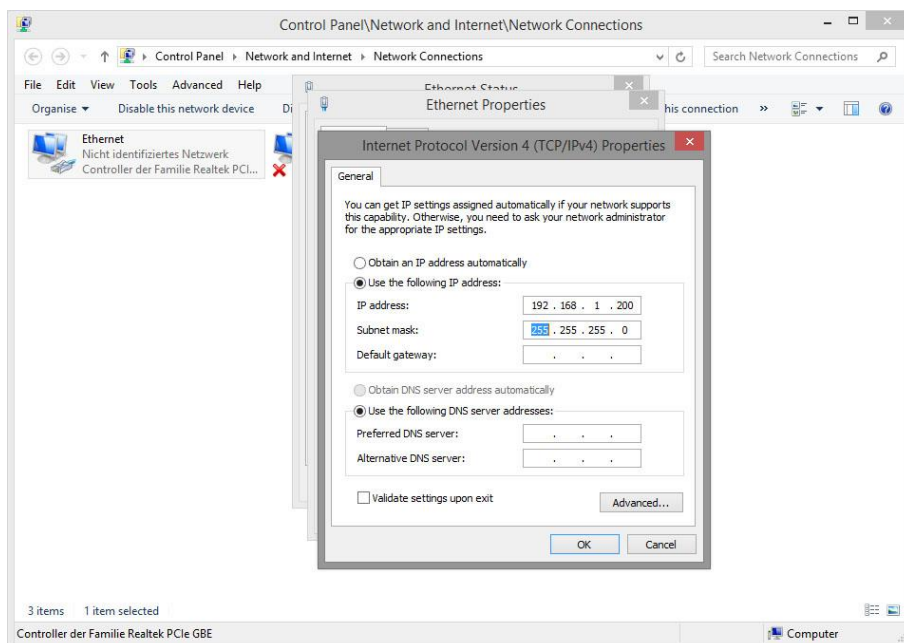 Control Panel\Network and Internet\Network Connections
Control Panel Network and Internet Network Connections
Search Network Connections
File Edit View Tools Advanced Help
Organise Disable this network device
his connection »
Ethernet Status
Ethernet Properties
Ethernet
Nicht identifiziertes Netzwerk
Controller der Familie Realtek PCI...
Internet Protocol Version 4 (TCP/IPv4) Properties
General
You can get IP settings assigned automatically if your network supports
this capability. Otherwise, you need to ask your network administrator
for the appropriate IP settings.
Obtain an IP address automatically
Use the following IP address:
IP address: 192 . 168 . 1 . 200
Subnet mask: 255 . 255 . 255 . 0
Default gateway: . . .
Obtain DNS server address automatically
Use the following DNS server addresses:
Preferred DNS server: . . .
Alternative DNS server: . . .
Validate settings upon exit
Advanced...
OK Cancel
3 items 1 item selected
Controller der Familie Realtek PCIe GBE
Computer